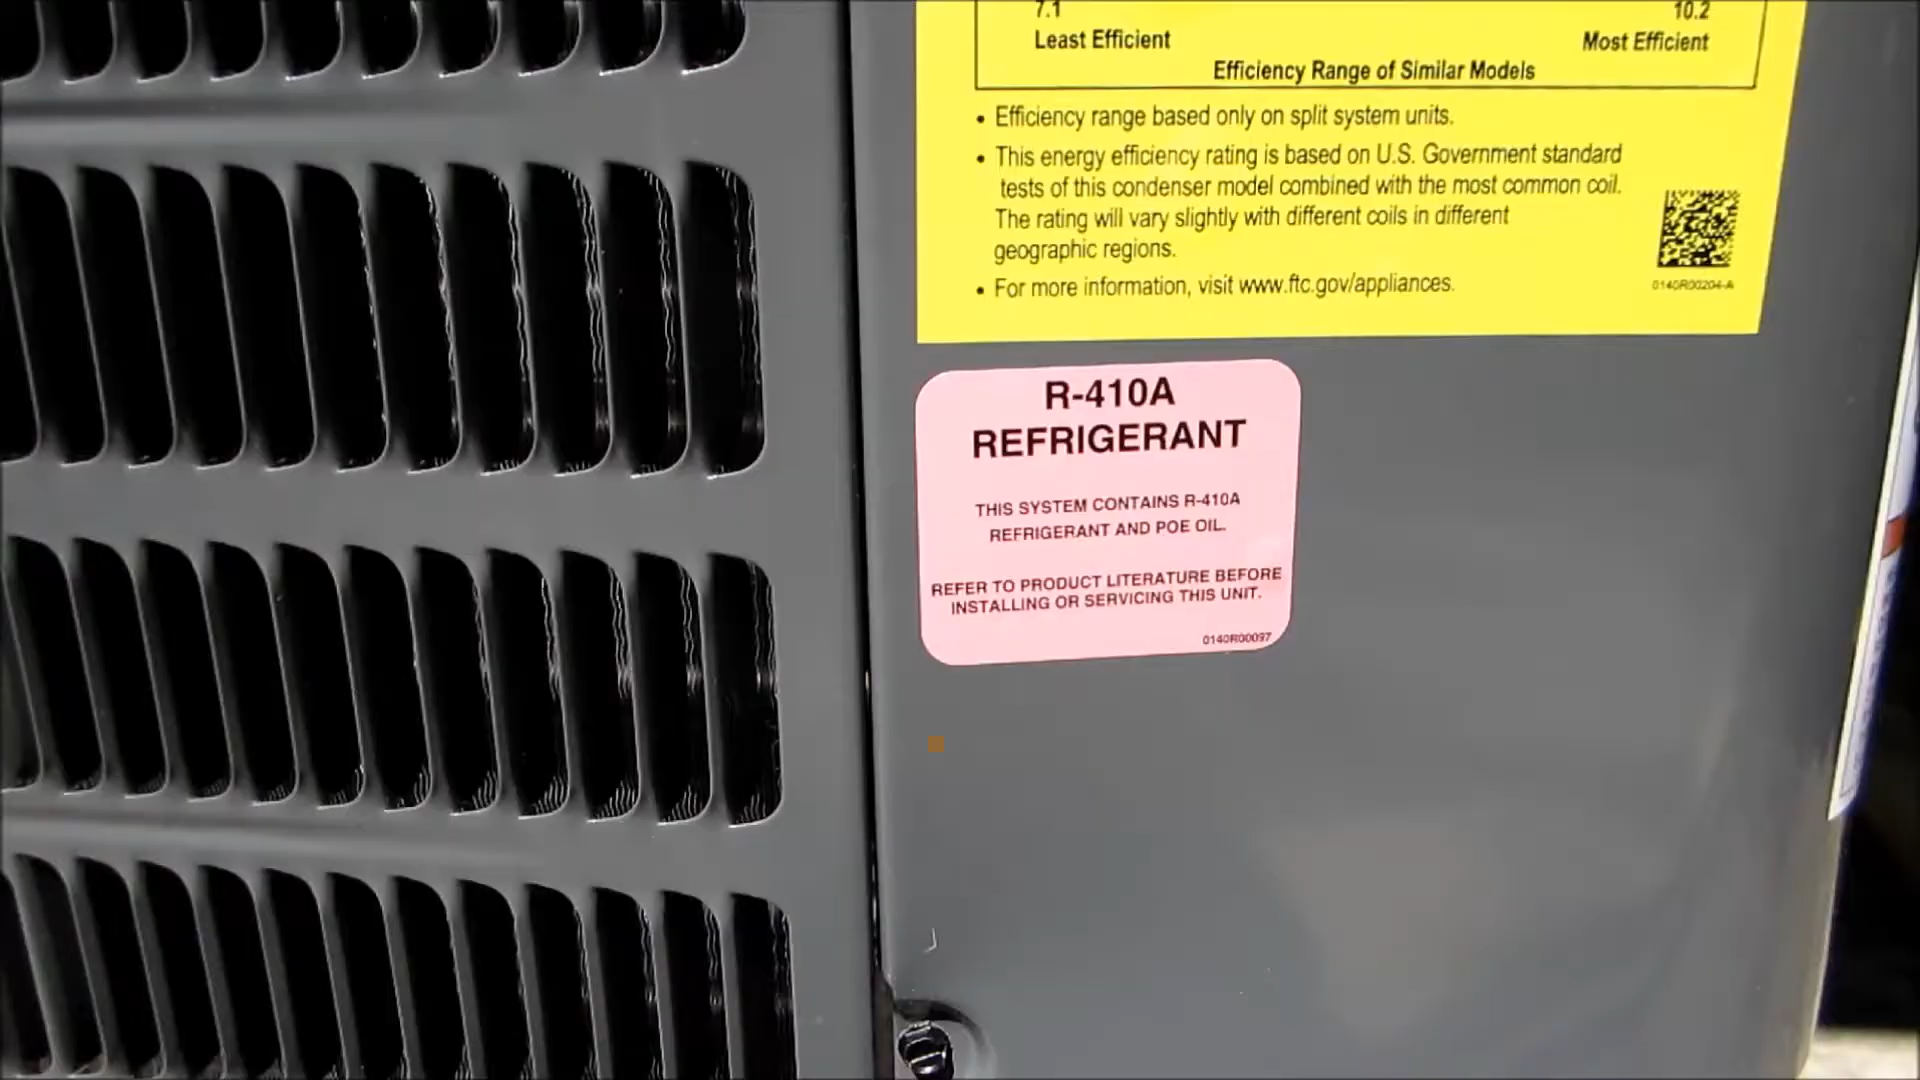 7.1
10.2
Least Efficient
Most Efficient
Efficiency Range of Similar Models
• Efficiency range based only on split system units.
• This energy efficiency rating is based on U.S. Government standard
tests of this condenser model combined with the most common coil.
The rating will vary slightly with different coils in different
geographic regions.
• For more information, visit www.ftc.gov/appliances.
0140R00204-A
R-410A
REFRIGERANT
THIS SYSTEM CONTAINS R-410A
REFRIGERANT AND POE OIL.
REFER TO PRODUCT LITERATURE BEFORE
INSTALLING OR SERVICING THIS UNIT.
0140R00097